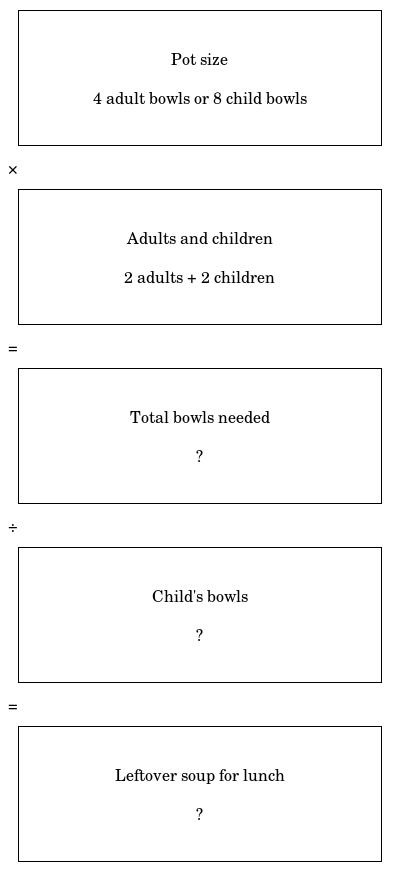 Pot size
4 adult bowls or 8 child bowls
×
Adults and children
2 adults + 2 children
=
Total bowls needed
?
÷
Child's bowls
?
=
Leftover soup for lunch
?